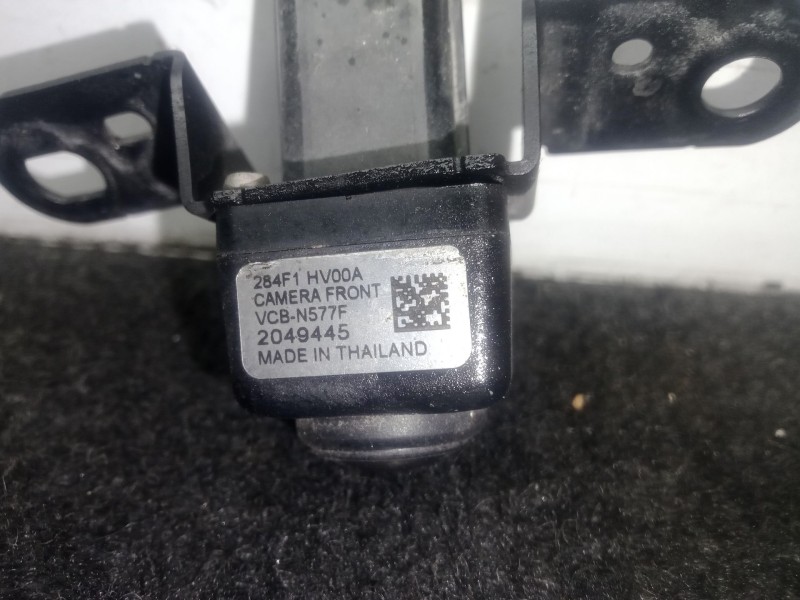 284F1 HV00A
CAMERA FRONT
VCB-N577F
2049445
MADE IN THAILAND